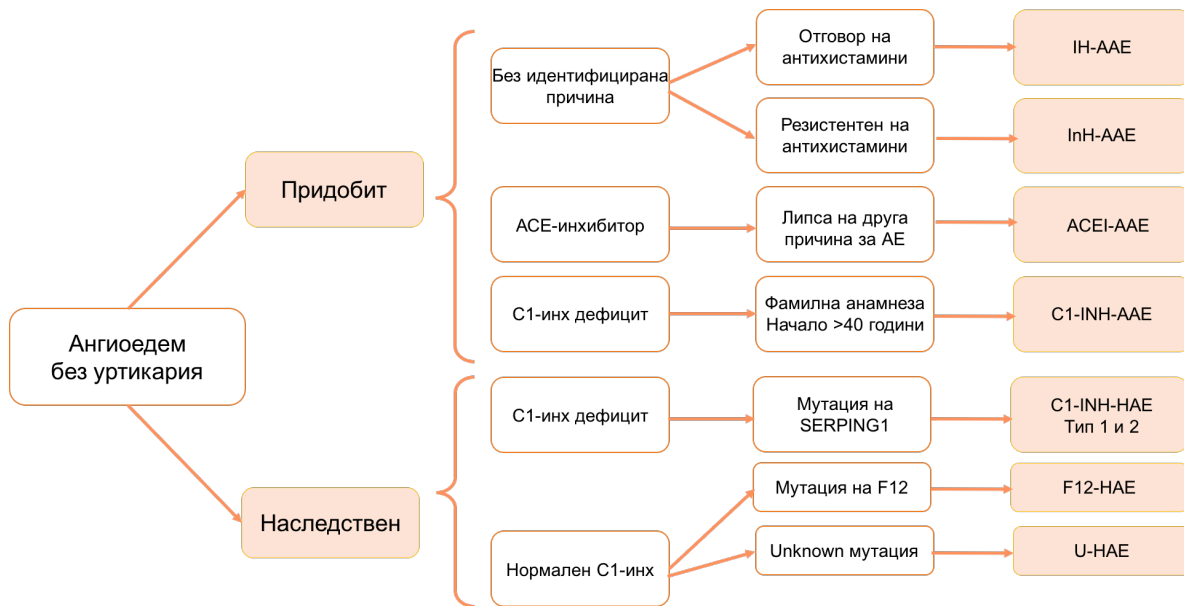 Ангиоедем
без уртикария
Придобит
Без идентифицирана
причина
Отговор на
антихистамини
IH-AAE
Резистентен на
антихистамини
InH-AAE
ACE-инхибитор
Липса на друга
причина за АЕ
ACEI-AAE
С1-инх дефицит
Фамилна анамнеза
Начало >40 години
C1-INH-AAE
Наследствен
С1-инх дефицит
Мутация на
SERPING1
C1-INH-HAE
Тип 1 и 2
Нормален С1-инх
Мутация на F12
F12-HAE
Unknown мутация
U-HAE